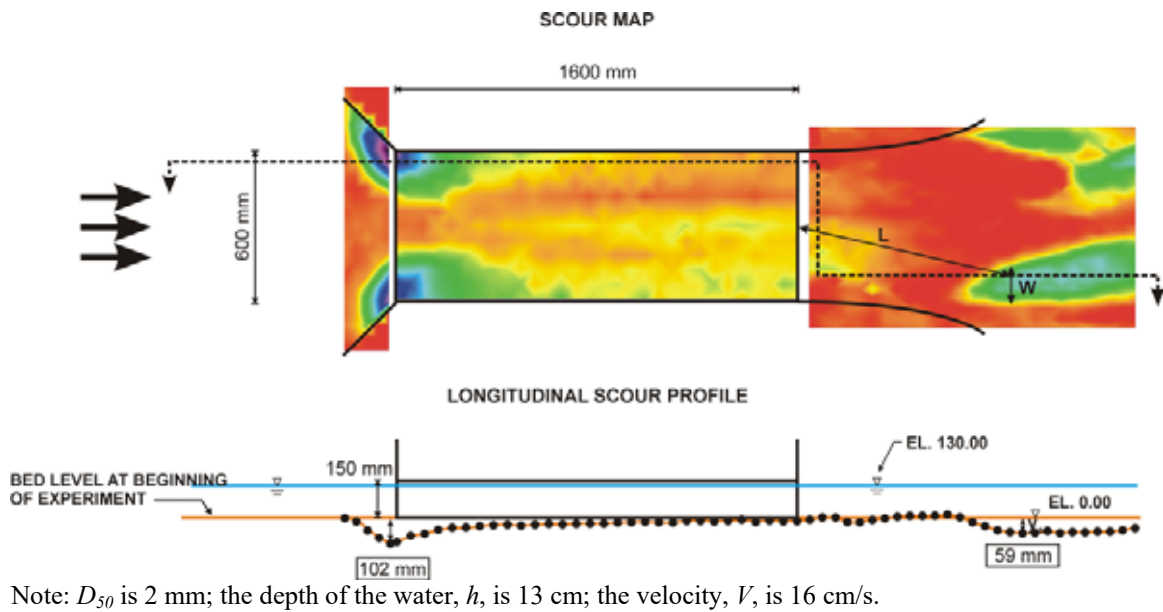 SCOUR MAP
1600 mm
600 mm
L
W
LONGITUDINAL SCOUR PROFILE
EL. 130.00
150 mm
BED LEVEL AT BEGINNING
OF EXPERIMENT
EL. 0.00
102 mm
59 mm
Note: D50 is 2 mm; the depth of the water, h, is 13 cm; the velocity, V, is 16 cm/s.